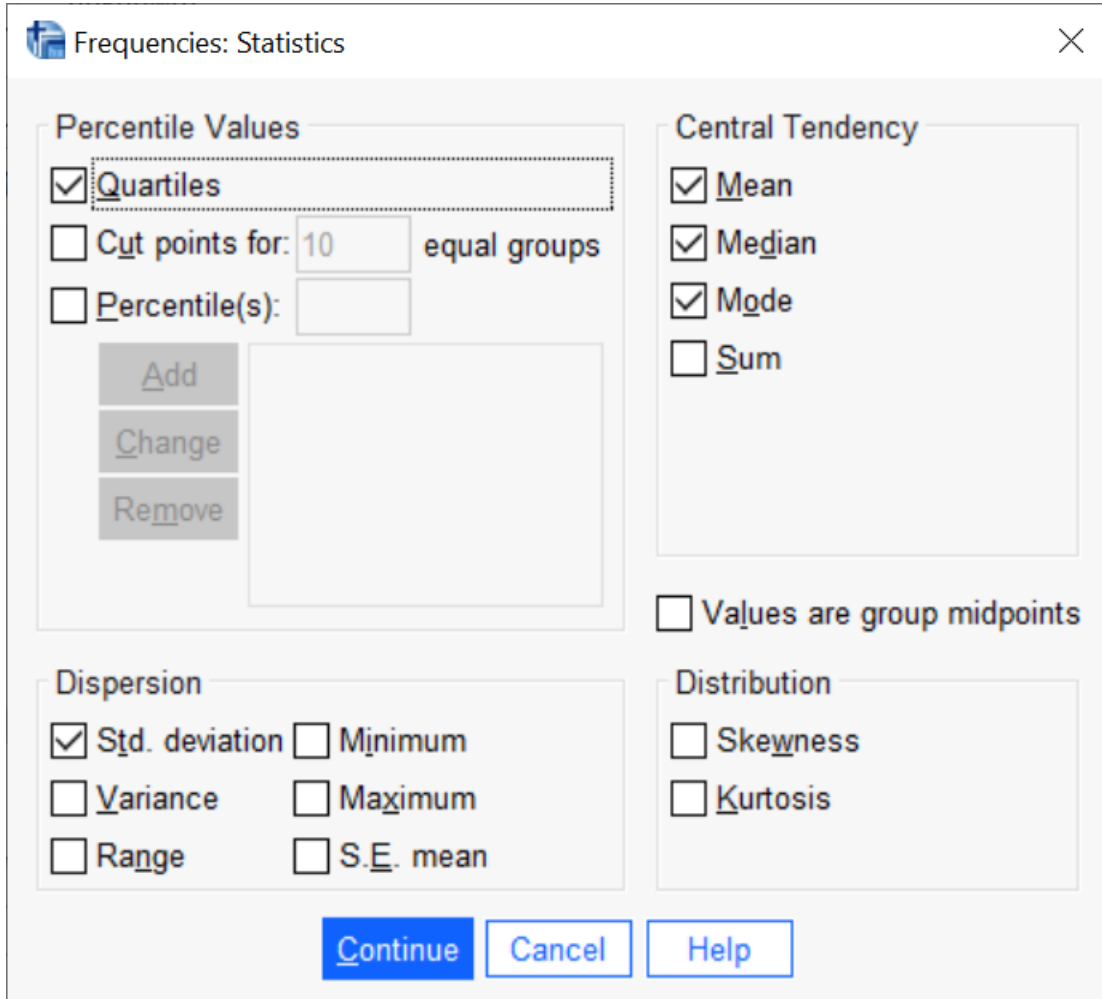 Frequencies: Statistics
Percentile Values
Quartiles
Cut points for: 10 equal groups
Percentile(s):
Add
Change
Remove
Central Tendency
Mean
Median
Mode
Sum
Values are group midpoints
Dispersion
Std. deviation Minimum
Variance Maximum
Range S.E. mean
Distribution
Skewness
Kurtosis
Continue Cancel Help